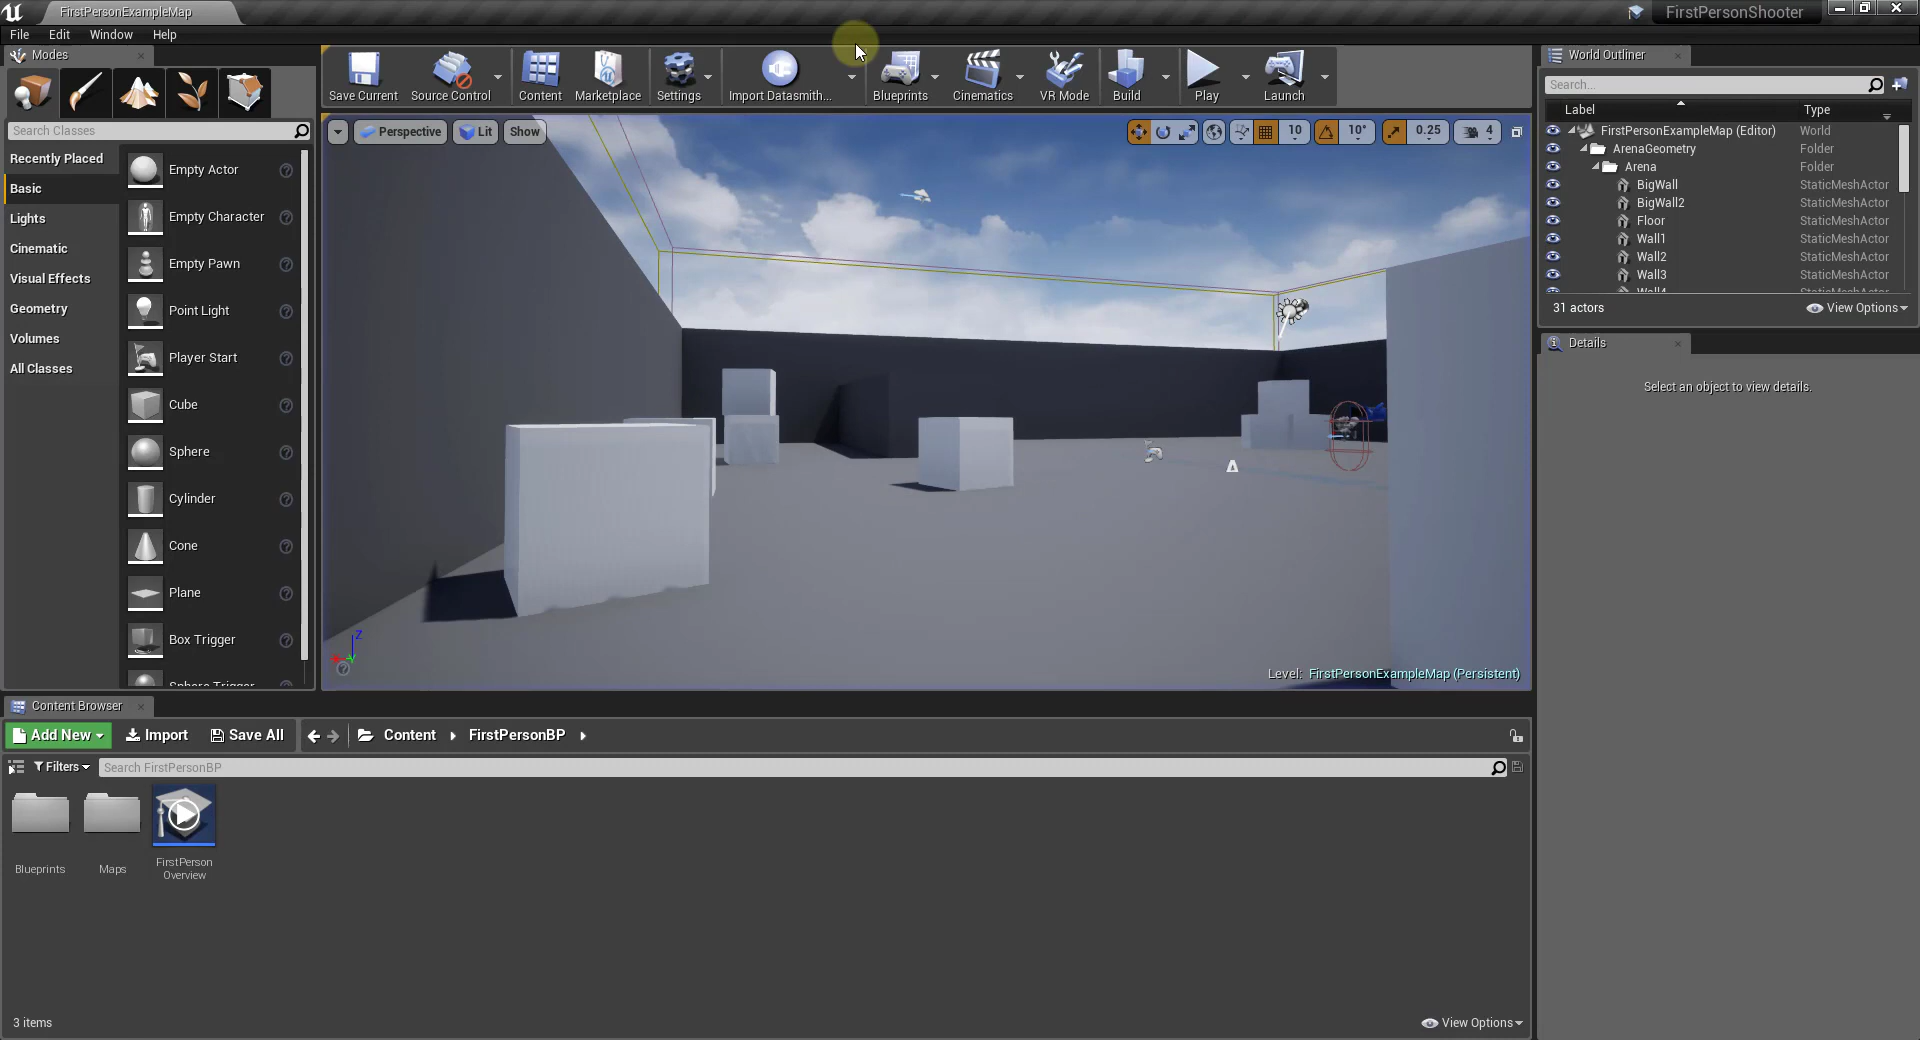 FirstPersonExampleMap
FirstPersonShooter
File Edit Window Help
Modes
Save Current
Source Control
Content
Marketplace
Settings
Import Datasmith...
Blueprints
Cinematics
VR Mode
Build
Play
Launch
Search Classes
Recently Placed
Basic
Lights
Cinematic
Visual Effects
Geometry
Volumes
All Classes
Empty Actor
Empty Character
Empty Pawn
Point Light
Player Start
Cube
Sphere
Cylinder
Cone
Plane
Box Trigger
Sphere Trigger
Perspective Lit Show
10 10° 0.25 4
Z
Level: FirstPersonExampleMap (Persistent)
World Outliner
Search...
Label Type
FirstPersonExampleMap (Editor) World
ArenaGeometry Folder
Arena Folder
BigWall StaticMeshActor
BigWall2 StaticMeshActor
Floor StaticMeshActor
Wall1 StaticMeshActor
Wall2 StaticMeshActor
Wall3 StaticMeshActor
Wall4 StaticMeshActor
31 actors View Options
Details
Select an object to view details.
Content Browser
Add New Import Save All Content FirstPersonBP
Filters Search FirstPersonBP
Blueprints
Maps
FirstPerson
Overview
3 items View Options